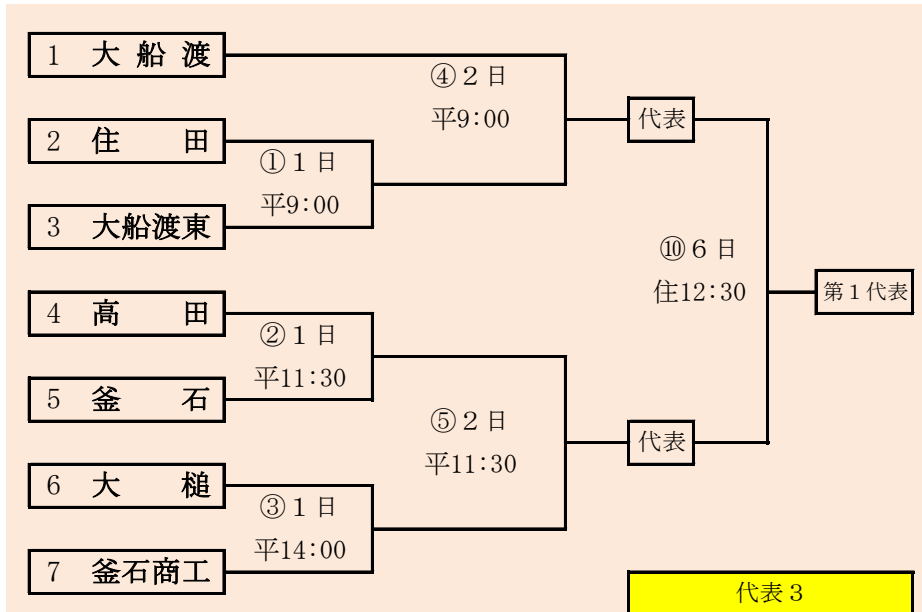 1 大船渡
④２日
平9:00
代表
2 住田
①１日
平9:00
3 大船渡東
⑩６日
住12:30
第１代表
4 高田
②１日
平11:30
5 釜石
⑤２日
平11:30
代表
6 大槌
③１日
平14:00
7 釜石商工
代表３